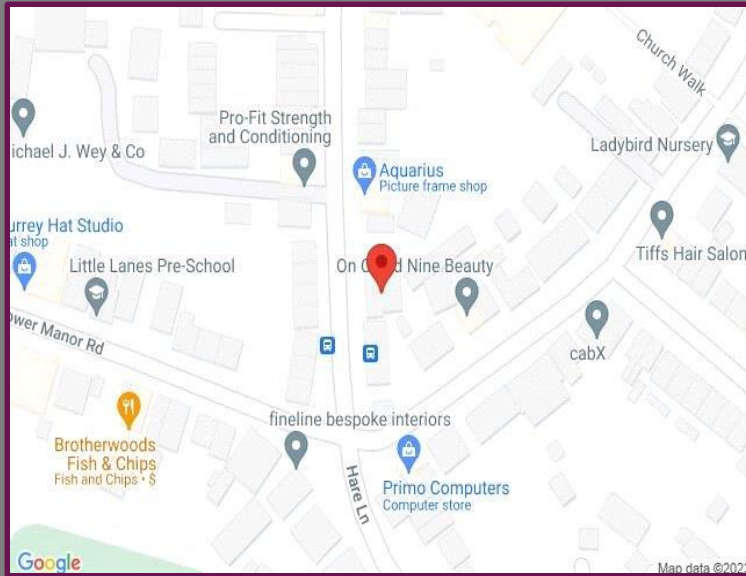 Church Walk
Pro-Fit Strength
and Conditioning
ichael J. Wey & Co
Ladybird Nursery
Aquarius
Picture frame shop
urrey Hat Studio
at shop
Little Lanes Pre-School
On C d Nine Beauty
Tiffs Hair Salon
ower Manor Rd
cabX
fineline bespoke interiors
Brotherwoods
Fish & Chips
Fish and Chips • $
Hare Ln
Primo Computers
Computer store
Google
Map data ©202